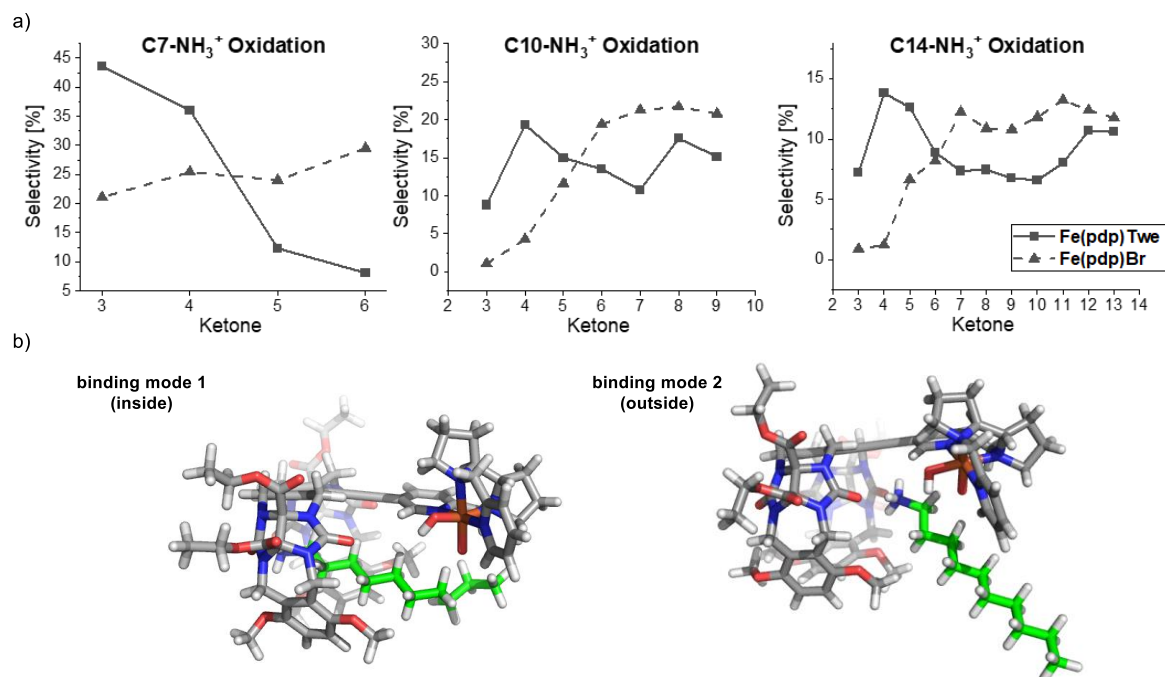 a)
C7-NH₃⁺ Oxidation
Selectivity [%]
45
40
35
30
25
20
15
10
5
3 4 5 6
Ketone
C10-NH₃⁺ Oxidation
Selectivity [%]
30
25
20
15
10
5
0
2 3 4 5 6 7 8 9 10
Ketone
C14-NH₃⁺ Oxidation
Selectivity [%]
15
10
5
0
2 3 4 5 6 7 8 9 10 11 12 13 14
Ketone
Fe(pdp)Twe
Fe(pdp)Br
b)
binding mode 1
(inside)
binding mode 2
(outside)